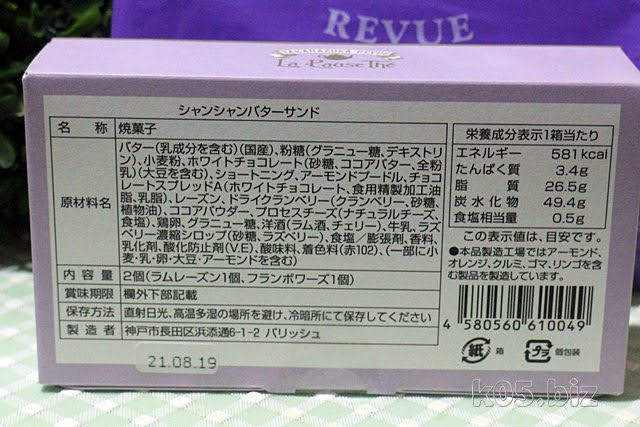 REVUE
TAKARAZUKA REVUE
La Pause Thé
シャンシャンバターサンド
名 称 焼菓子
原材料名
バター(乳成分を含む)(国産)、粉糖(グラニュー糖、デキストリ
ン)、小麦粉、ホワイトチョコレート(砂糖、ココアバター、全粉
乳)(大豆を含む)、ショートニング、アーモンドプードル、チョコ
レートスプレッドA(ホワイトチョコレート、食用精製加工油
脂、乳脂)、レーズン、ドライクランベリー(クランベリー、砂糖、
植物油)、ココアパウダー、プロセスチーズ(ナチュラルチーズ、
食塩)、鶏卵、グラニュー糖、洋酒(ラム酒、チェリー)、牛乳、ラズ
ベリー濃縮シロップ(砂糖、ラズベリー)、食塩/膨張剤、香料、
乳化剤、酸化防止剤(V.E)、酸味料、着色料(赤102)、(一部に小
麦・乳・卵・大豆・アーモンドを含む)
内 容 量 2個(ラムレーズン1個、フランボワーズ1個)
賞味期限 欄外下部記載
保存方法 直射日光、高温多湿の場所を避け、冷暗所にて保存してください
製 造 者 神戸市長田区浜添通6-1-2 パリッシュ
21.08.19
栄養成分表示1箱当たり
エネルギー 581kcal
たんぱく質 3.4g
脂 質 26.5g
炭水化物 49.4g
食塩相当量 0.5g
この表示値は、目安です。
●本品製造工場ではアーモンド、
オレンジ、クルミ、ゴマ、リンゴを含
む製品を製造しています。
4 580560 610049
紙 箱
プラ 個包装
k05.biz